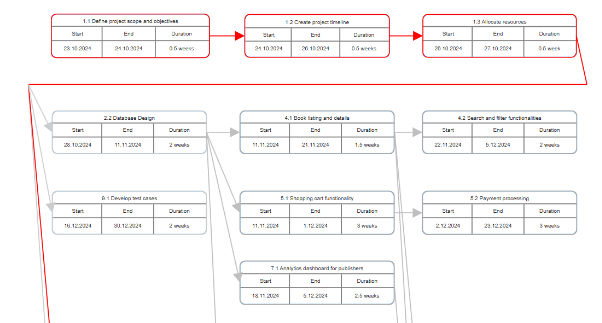 1.1 Define project scope and objectives
Start End Duration
23.10.2024 24.10.2024 0.5 weeks
1.2 Create project timeline
Start End Duration
24.10.2024 26.10.2024 0.5 weeks
1.3 Allocate resources
Start End Duration
26.10.2024 27.10.2024 0.5 week
2.2 Database Design
Start End Duration
28.10.2024 11.11.2024 2 weeks
4.1 Book listing and details
Start End Duration
11.11.2024 21.11.2024 1.5 weeks
4.2 Search and filter functionalities
Start End Duration
22.11.2024 5.12.2024 2 weeks
9.1 Develop test cases
Start End Duration
16.12.2024 30.12.2024 2 weeks
5.1 Shopping cart functionality
Start End Duration
11.11.2024 1.12.2024 3 weeks
5.2 Payment processing
Start End Duration
2.12.2024 23.12.2024 3 weeks
7.1 Analytics dashboard for publishers
Start End Duration
18.11.2024 5.12.2024 2.5 weeks